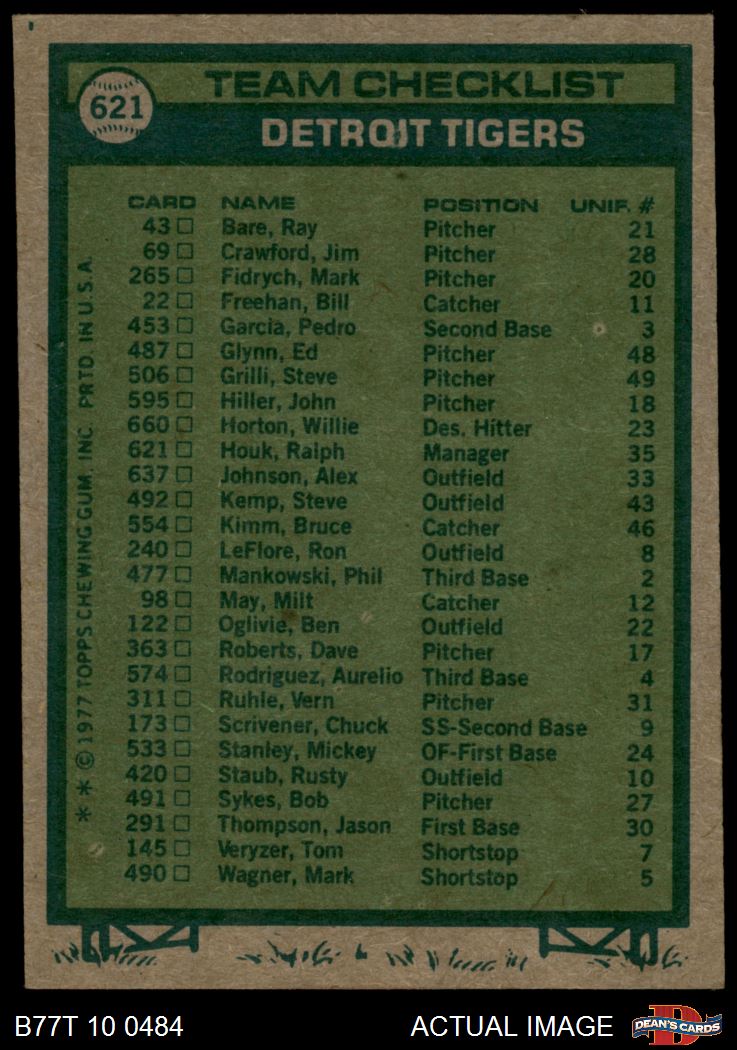 621
TEAM CHECKLIST
DETROIT TIGERS
CARD NAME POSITION UNIF. #
43 Bare, Ray Pitcher 21
69 Crawford, Jim Pitcher 28
265 Fidrych, Mark Pitcher 20
22 Freehan, Bill Catcher 11
453 Garcia, Pedro Second Base 3
487 Glynn, Ed Pitcher 48
506 Grilli, Steve Pitcher 49
595 Hiller, John Pitcher 18
660 Horton, Willie Des. Hitter 23
621 Houk, Ralph Manager 35
637 Johnson, Alex Outfield 33
492 Kemp, Steve Outfield 43
554 Kimm, Bruce Catcher 46
240 LeFlore, Ron Outfield 8
477 Mankowski, Phil Third Base 2
98 May, Milt Catcher 12
122 Oglivie, Ben Outfield 22
363 Roberts, Dave Pitcher 17
574 Rodriguez, Aurelio Third Base 4
311 Ruhle, Vern Pitcher 31
173 Scrivener, Chuck SS-Second Base 9
533 Stanley, Mickey OF-First Base 24
420 Staub, Rusty Outfield 10
491 Sykes, Bob Pitcher 27
291 Thompson, Jason First Base 30
145 Veryzer, Tom Shortstop 7
490 Wagner, Mark Shortstop 5
* * © 1977 TOPPS CHEWING GUM, INC. PRTD. IN U.S.A.
B77T 10 0484 ACTUAL IMAGE
D
DEAN'S CARDS